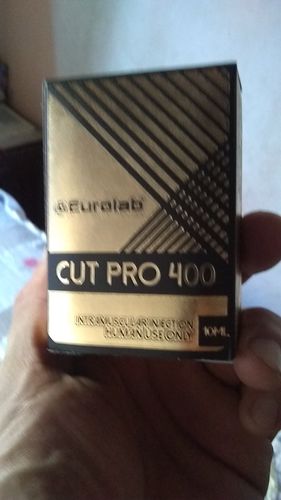 Eurolab
CUT PRO 400
INTRAMUSCULAR INJECTION
HUMAN USE ONLY
10ML